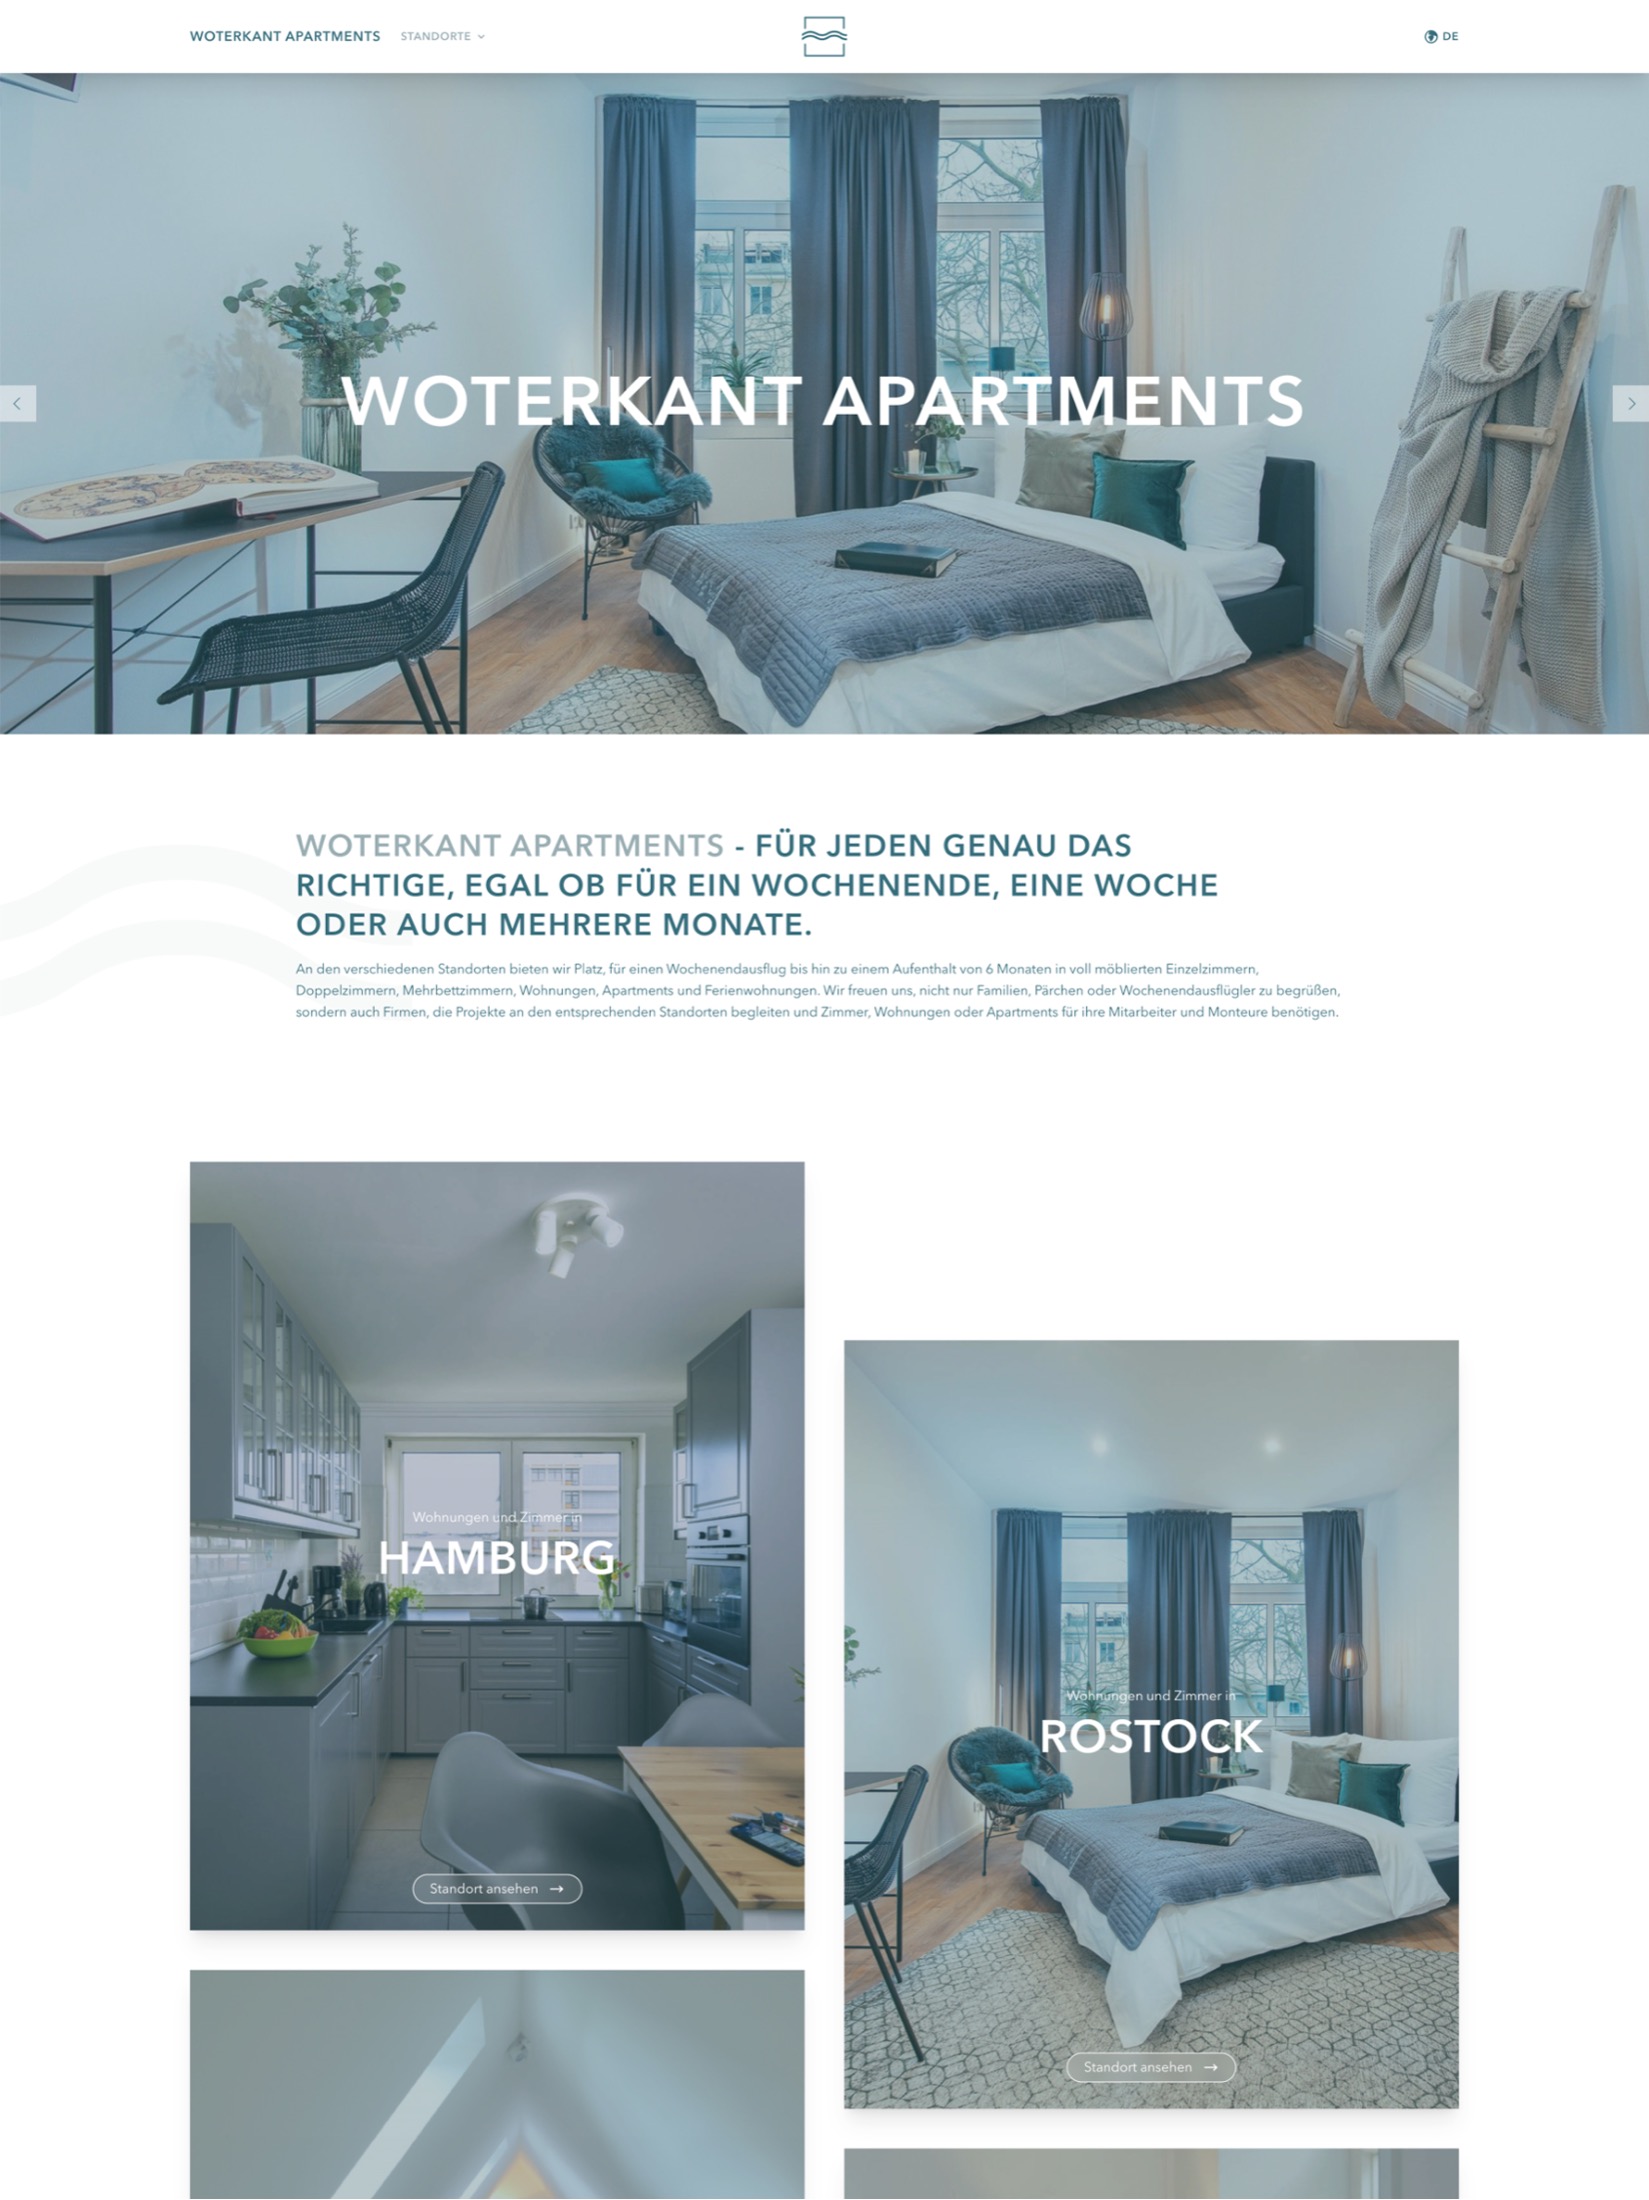 WOTERKANT APARTMENTS
STANDORTE
DE
WOTERKANT APARTMENTS
WOTERKANT APARTMENTS - FÜR JEDEN GENAU DAS
RICHTIGE, EGAL OB FÜR EIN WOCHENENDE, EINE WOCHE
ODER AUCH MEHRERE MONATE.
An den verschiedenen Standorten bieten wir Platz, für einen Wochenendausflug bis hin zu einem Aufenthalt von 6 Monaten in voll möblierten Einzelzimmern,
Doppelzimmern, Mehrbettzimmern, Wohnungen, Apartments und Ferienwohnungen. Wir freuen uns, nicht nur Familien, Pärchen oder Wochenendausflügler zu begrüßen,
sondern auch Firmen, die Projekte an den entsprechenden Standorten begleiten und Zimmer, Wohnungen oder Apartments für ihre Mitarbeiter und Monteure benötigen.
Wohnungen und Zimmer in
HAMBURG
Standort ansehen
Wohnungen und Zimmer in
ROSTOCK
Standort ansehen